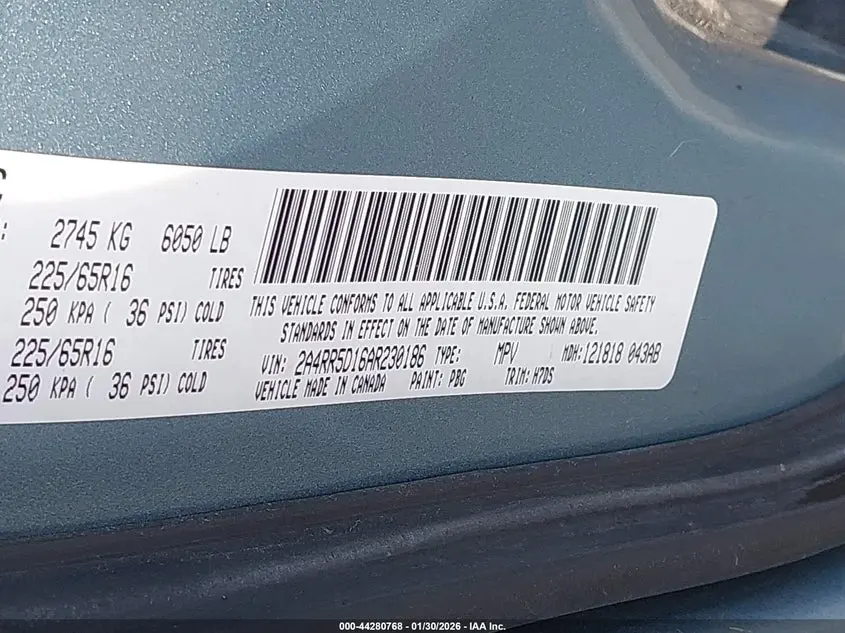 2745 KG 6050 LB
225/65R16 TIRES
250 KPA ( 36 PSI) COLD
225/65R16 TIRES
250 KPA ( 36 PSI) COLD
THIS VEHICLE CONFORMS TO ALL APPLICABLE U.S.A. FEDERAL MOTOR VEHICLE SAFETY
STANDARDS IN EFFECT ON THE DATE OF MANUFACTURE SHOWN ABOVE.
VIN: 2A4RR5D16AR230186 TYPE: MPV MDH:121818 043AB
VEHICLE MADE IN CANADA PAINT: PBG TRIM: H7DS
000-44280768 - 01/30/2026 - IAA Inc.